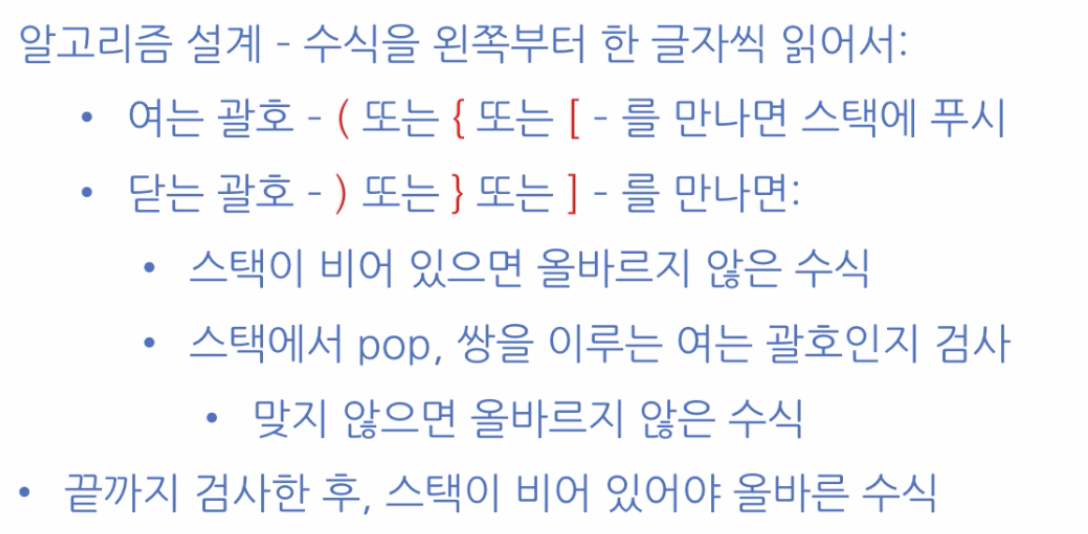 알고리즘 설계 - 수식을 왼쪽부터 한 글자씩 읽어서:
• 여는 괄호 - ( 또는 { 또는 [ - 를 만나면 스택에 푸시
• 닫는 괄호 - ) 또는 } 또는 ] - 를 만나면:
• 스택이 비어 있으면 올바르지 않은 수식
• 스택에서 pop, 쌍을 이루는 여는 괄호인지 검사
• 맞지 않으면 올바르지 않은 수식
• 끝까지 검사한 후, 스택이 비어 있어야 올바른 수식